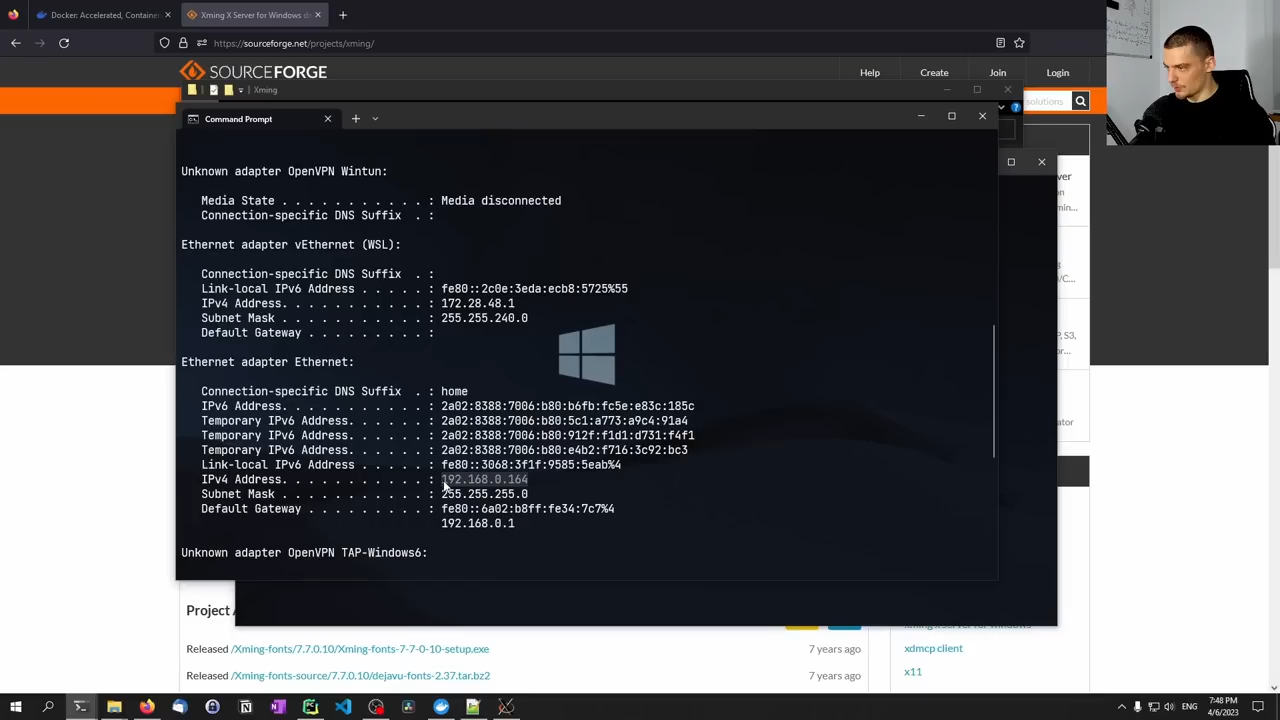 Docker: Accelerated, Container
Xming X Server for Windows do
https://sourceforge.net/projects/xming/
SOURCEFORGE
Help
Create
Join
Login
Xming
solutions
Command Prompt
Unknown adapter OpenVPN Wintun:
Media State . . . . . . . . . . . : Media disconnected
Connection-specific DNS Suffix  . :
Ethernet adapter vEthernet (WSL):
Connection-specific DNS Suffix  . :
Link-local IPv6 Address . . . . . : fe80::2c0e:3ec3:ecb8:5725%55
IPv4 Address. . . . . . . . . . . : 172.28.48.1
Subnet Mask . . . . . . . . . . . : 255.255.240.0
Default Gateway . . . . . . . . . :
Ethernet adapter Ethernet:
Connection-specific DNS Suffix  . : home
IPv6 Address. . . . . . . . . . . : 2a02:8388:7006:b80:b6fb:fc5e:e83c:185c
Temporary IPv6 Address. . . . . . : 2a02:8388:7006:b80:5c1:a773:a9c4:91a4
Temporary IPv6 Address. . . . . . : 2a02:8388:7006:b80:912f:f1d1:d731:f4f1
Temporary IPv6 Address. . . . . . : 2a02:8388:7006:b80:e4b2:f716:3c92:bc3
Link-local IPv6 Address . . . . . : fe80::3068:3f1f:9585:5eab%4
IPv4 Address. . . . . . . . . . . : 192.168.0.164
Subnet Mask . . . . . . . . . . . : 255.255.255.0
Default Gateway . . . . . . . . . : fe80::6a02:b8ff:fe34:7c7%4
192.168.0.1
Unknown adapter OpenVPN TAP-Windows6:
Project A
Released /Xming-fonts/7.7.0.10/Xming-fonts-7-7-0-10-setup.exe
7 years ago
Released /Xming-fonts-source/7.7.0.10/dejavu-fonts-2.37.tar.bz2
7 years ago
xdmcp client
x11
7:48 PM
4/6/2023